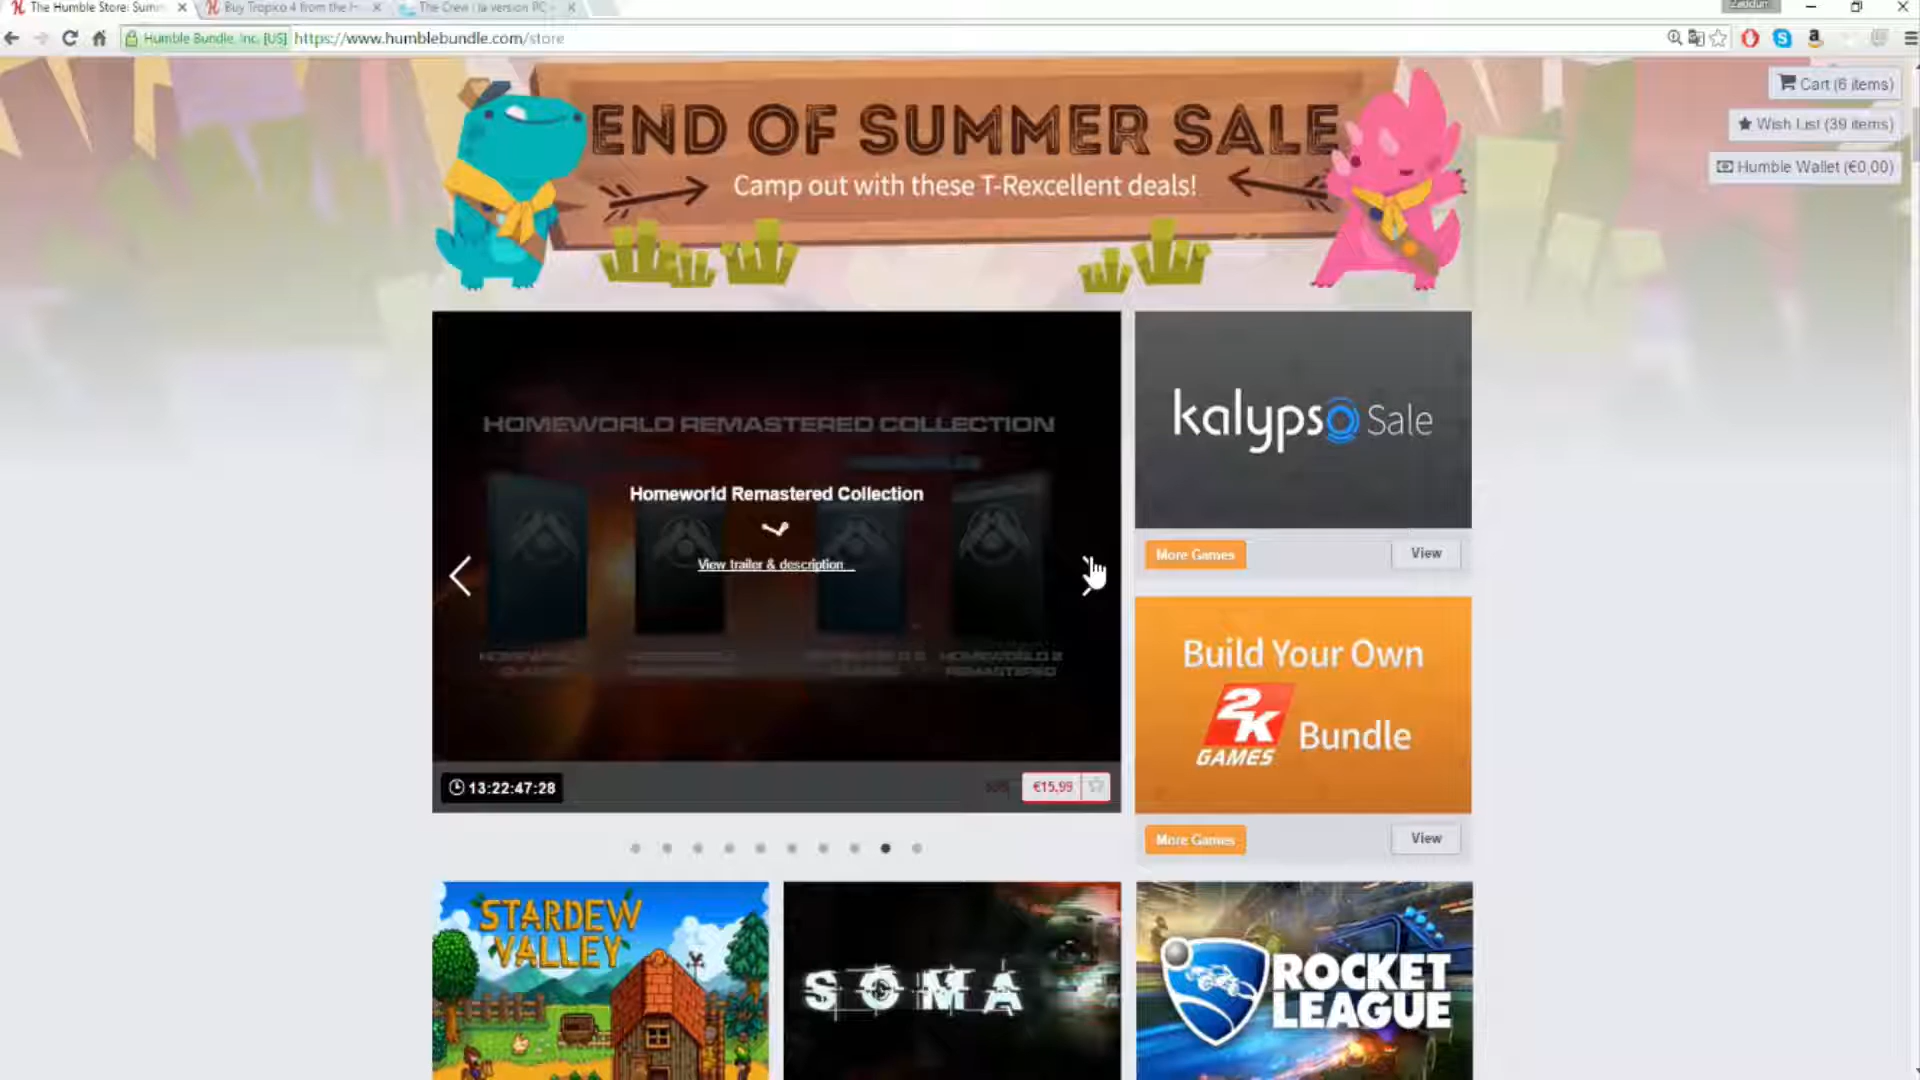 The Humble Store: Summ
Buy Tropico 4 from the H
The Crew : la version PC
Humble Bundle, Inc. [US]
https://www.humblebundle.com/store
END OF SUMMER SALE
Camp out with these T-Rexcellent deals!
Cart (6 items)
Wish List (39 items)
Humble Wallet (€0,00)
HOMEWORLD REMASTERED COLLECTION
Homeworld Remastered Collection
View trailer & description...
HOMEWORLD 2
REMASTERED
13:22:47:28
€15,99
kalypso Sale
More Games
View
Build Your Own
2K
GAMES
Bundle
More Games
View
STARDEW
VALLEY
SOMA
ROCKET
LEAGUE